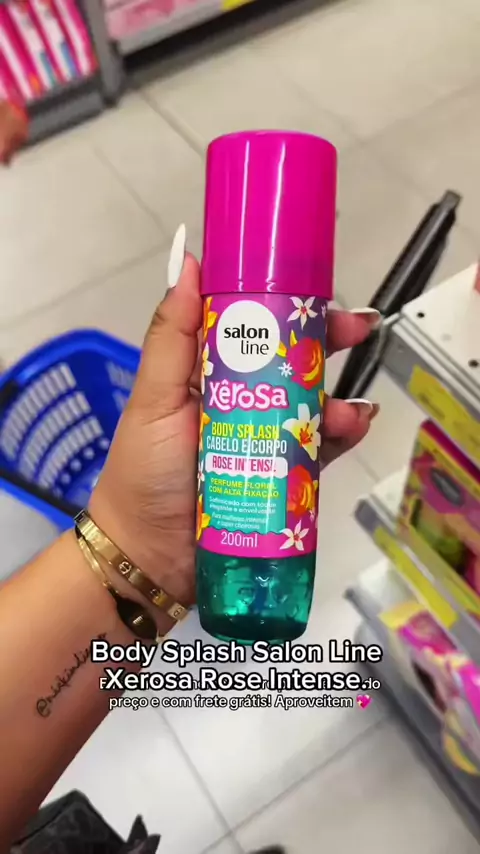 salon
line
XêroSa
BODY SPLASH
CABELO E CORPO
ROSE INTENSE
PERFUME FLORAL
COM ALTA FIXAÇÃO
200ml
Body Splash Salon Line
Xerosa Rose Intense.
preço e com frete grátis! Aproveitem 💖